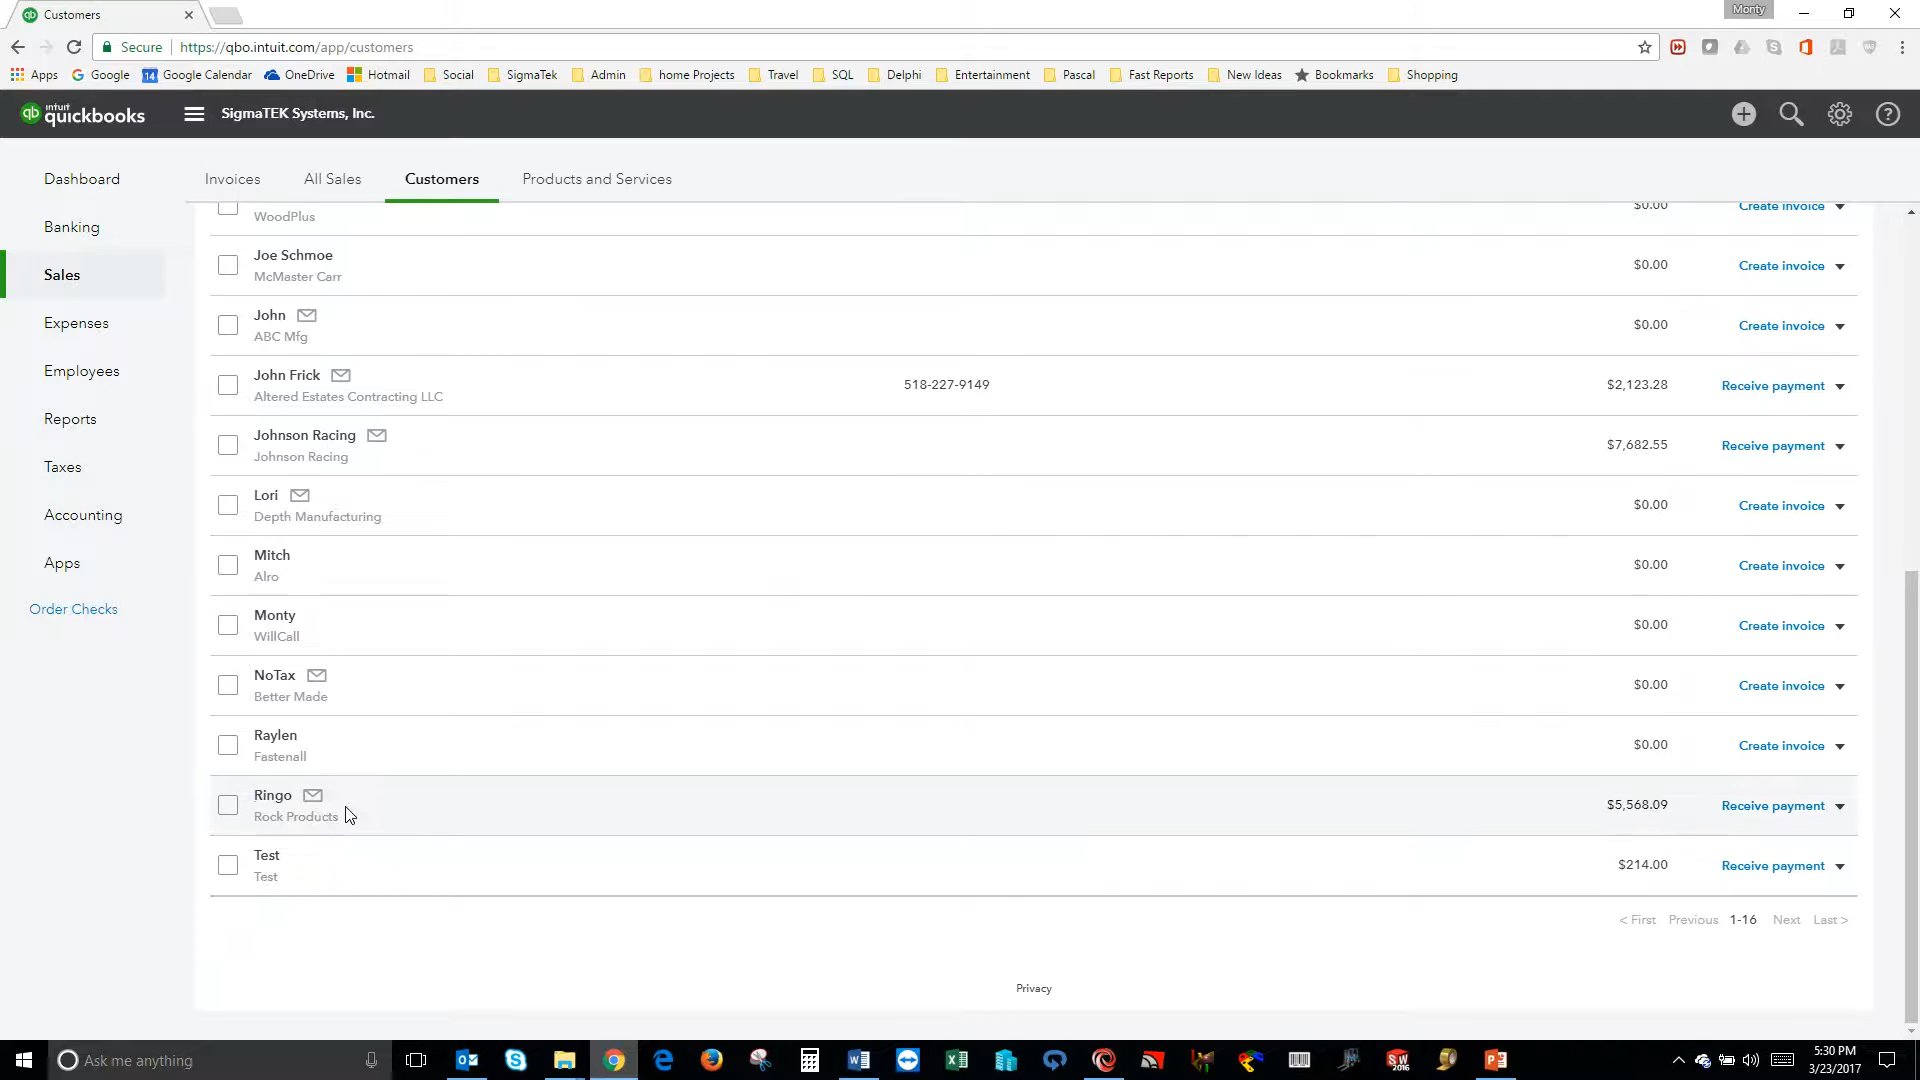 Customers
Monty
Secure https://qbo.intuit.com/app/customers
Apps Google 14 Google Calendar OneDrive Hotmail Social SigmaTek Admin home Projects Travel SQL Delphi Entertainment Pascal Fast Reports New Ideas Bookmarks Shopping
qb intuit quickbooks SigmaTEK Systems, Inc.
Dashboard
Banking
Sales
Expenses
Employees
Reports
Taxes
Accounting
Apps
Order Checks
Invoices All Sales Customers Products and Services
$0.00 Create invoice
WoodPlus
Joe Schmoe
McMaster Carr
$0.00 Create invoice
John
ABC Mfg
$0.00 Create invoice
John Frick
Altered Estates Contracting LLC
518-227-9149 $2,123.28 Receive payment
Johnson Racing
Johnson Racing
$7,682.55 Receive payment
Lori
Depth Manufacturing
$0.00 Create invoice
Mitch
Alro
$0.00 Create invoice
Monty
WillCall
$0.00 Create invoice
NoTax
Better Made
$0.00 Create invoice
Raylen
Fastenall
$0.00 Create invoice
Ringo
Rock Products
$5,568.09 Receive payment
Test
Test
$214.00 Receive payment
< First Previous 1-16 Next Last >
Privacy
Ask me anything
5:30 PM
3/23/2017